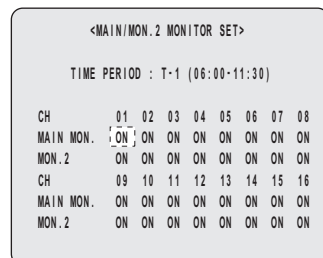 <MAIN/MON.2 MONITOR SET>
TIME PERIOD : T-1 (06:00-11:30)
CH 01 02 03 04 05 06 07 08
MAIN MON. ON ON ON ON ON ON ON ON
MON.2 ON ON ON ON ON ON ON ON
CH 09 10 11 12 13 14 15 16
MAIN MON. ON ON ON ON ON ON ON ON
MON.2 ON ON ON ON ON ON ON ON